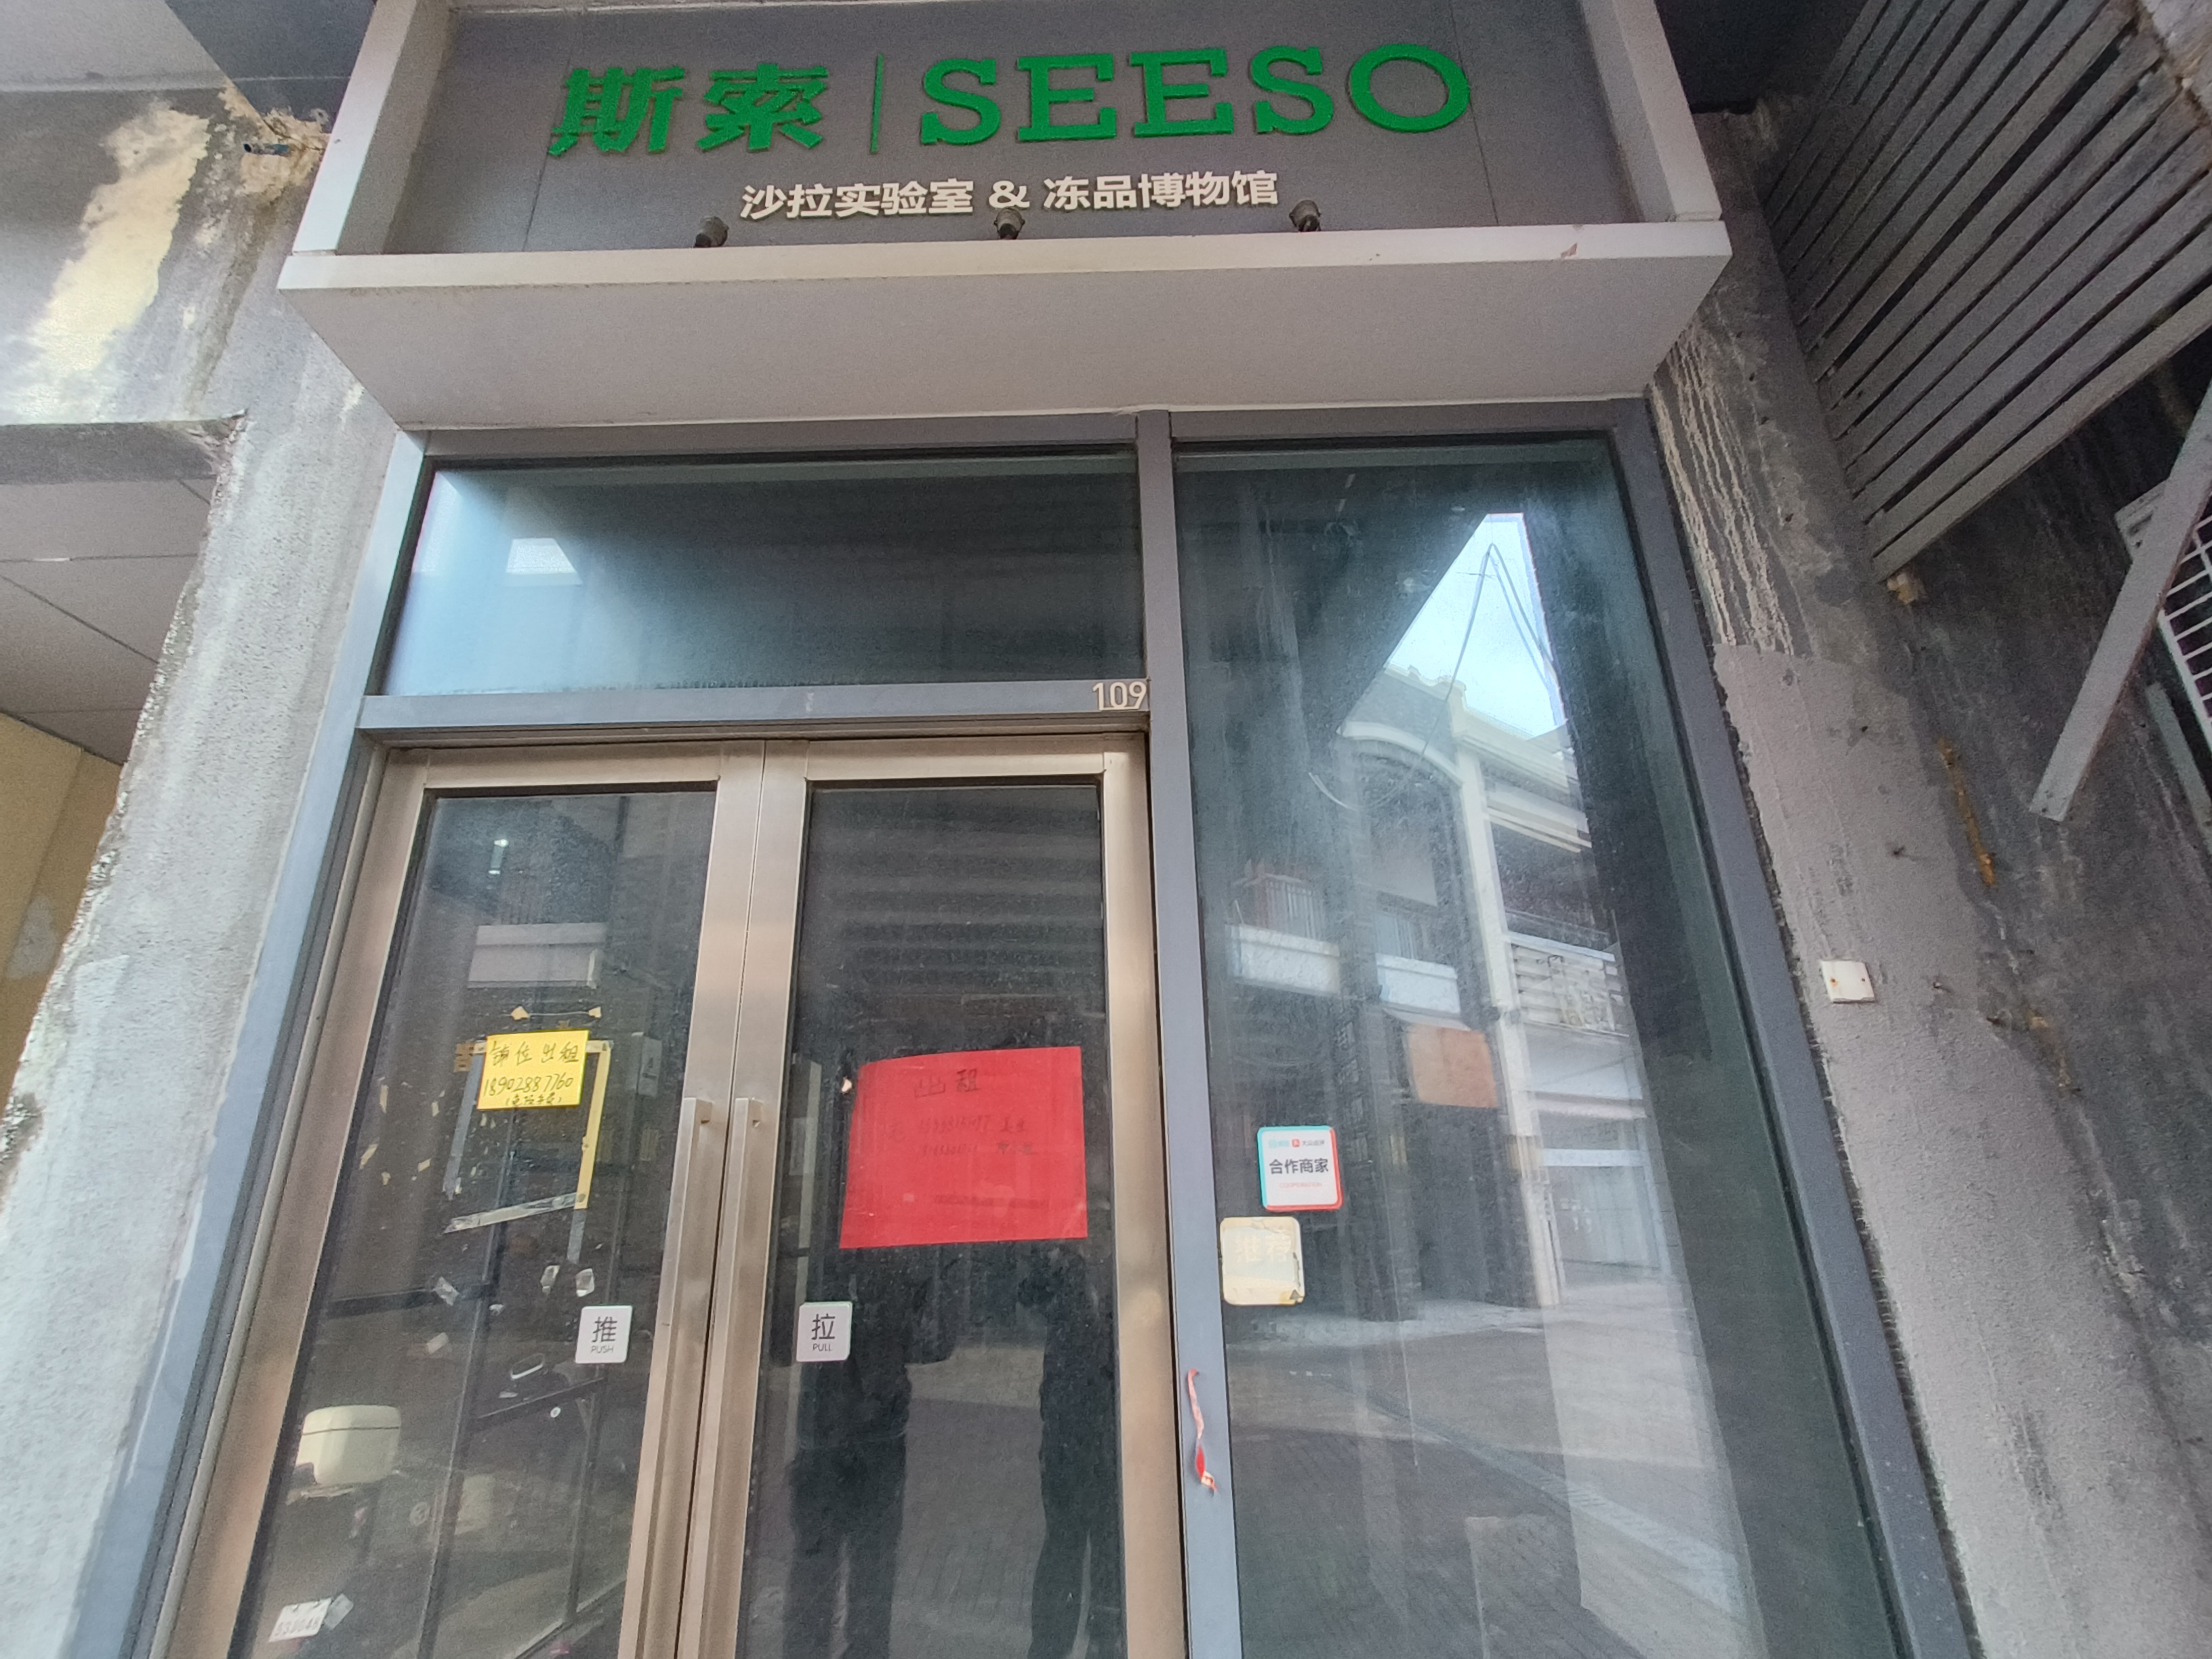 斯索 | SEESO
沙拉实验室 & 冻品博物馆
109
铺位出租
18902887760
出租
合作商家
推
PUSH
拉
PULL